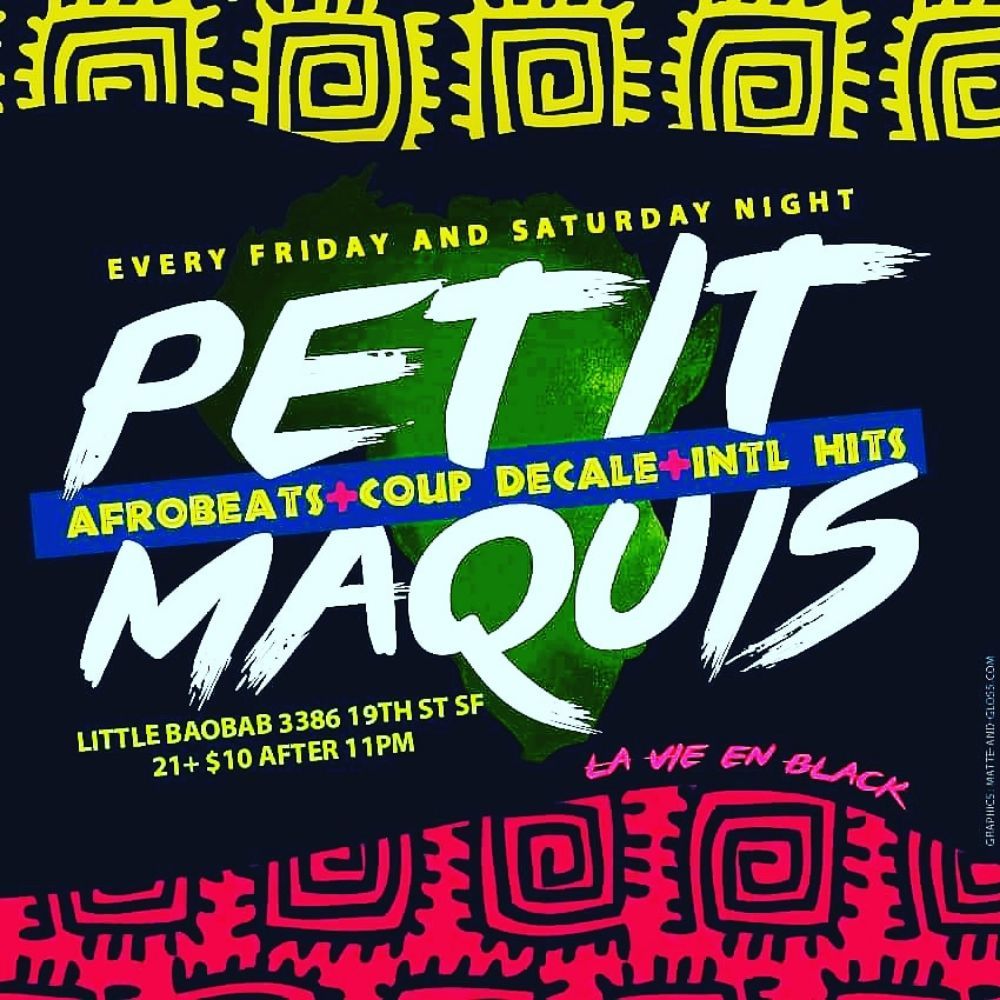 EVERY FRIDAY AND SATURDAY NIGHT
PETIT
AFROBEATS+COUP DECALE+INTL HITS
MAQUIS
LITTLE BAOBAB 3386 19TH ST SF
21+ $10 AFTER 11PM
LA VIE EN BLACK
GRAPHICS: MATTE-AND-GLOSS.COM